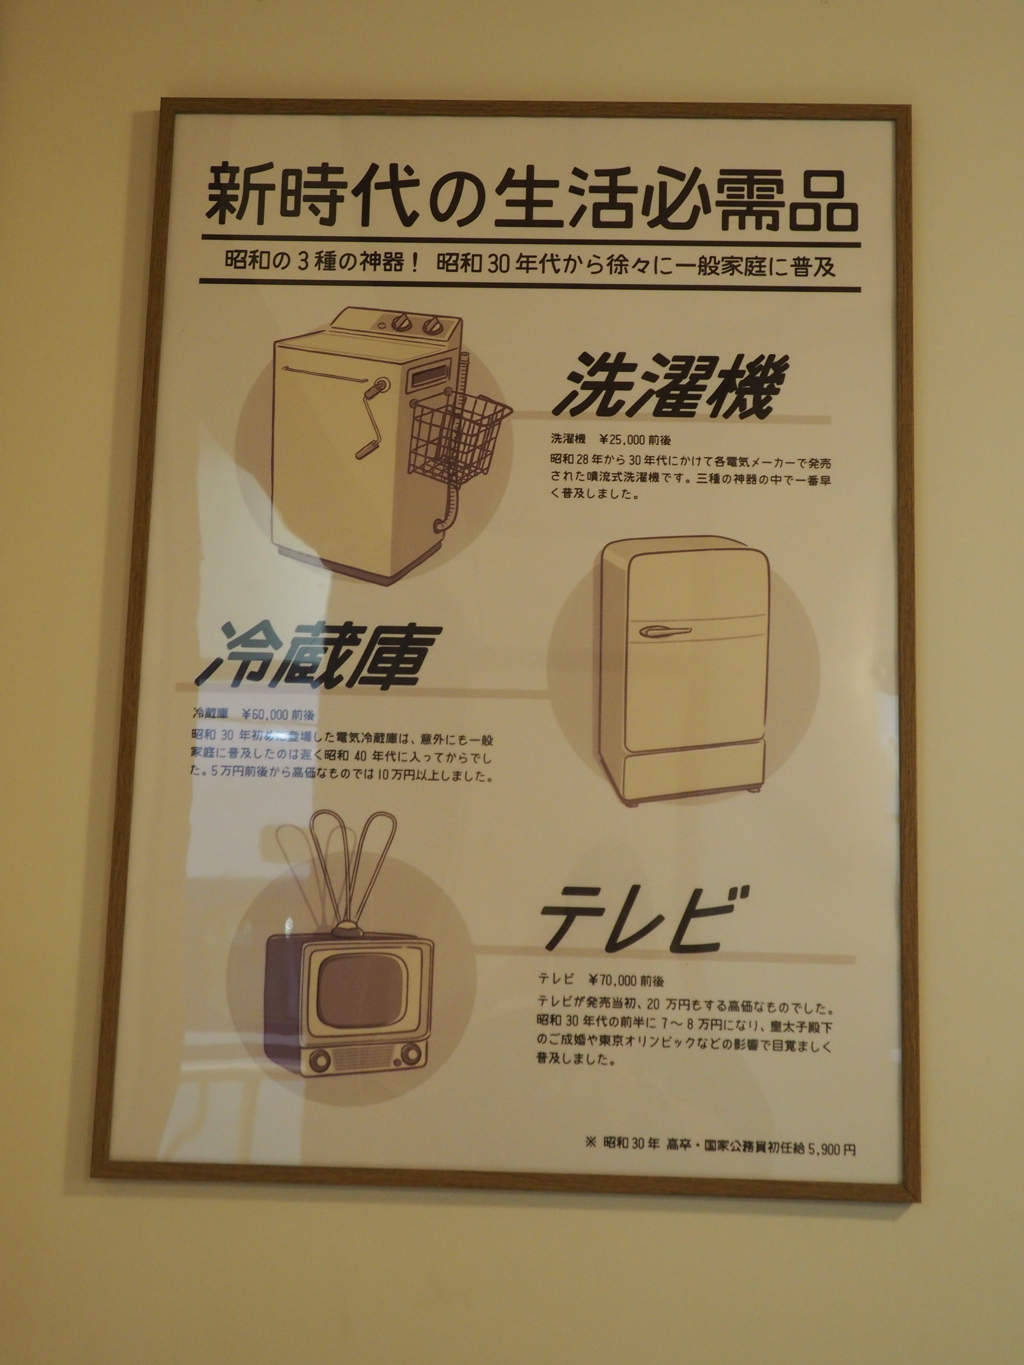 新時代の生活必需品
昭和の3種の神器! 昭和30年代から徐々に一般家庭に普及
洗濯機
洗濯機 ¥25,000前後
昭和28年から30年代にかけて各電気メーカーで発売
された噴流式洗濯機です。三種の神器の中で一番早
く普及しました。
冷蔵庫
冷蔵庫 ¥60,000前後
昭和 30 年初めに登場した電気冷蔵庫は、意外にも一般
家庭に普及したのは遅く昭和 40 年代に入ってからでし
た。5万円前後から高価なものでは10万円以上しました。
テレビ
テレビ ¥70,000前後
テレビが発売当初、20 万円もする高価なものでした。
昭和 30 年代の前半に 7〜8 万円になり、皇太子殿下
のご成婚や東京オリンピックなどの影響で目覚ましく
普及しました。
※ 昭和30年 高卒・国家公務員初任給5,900円